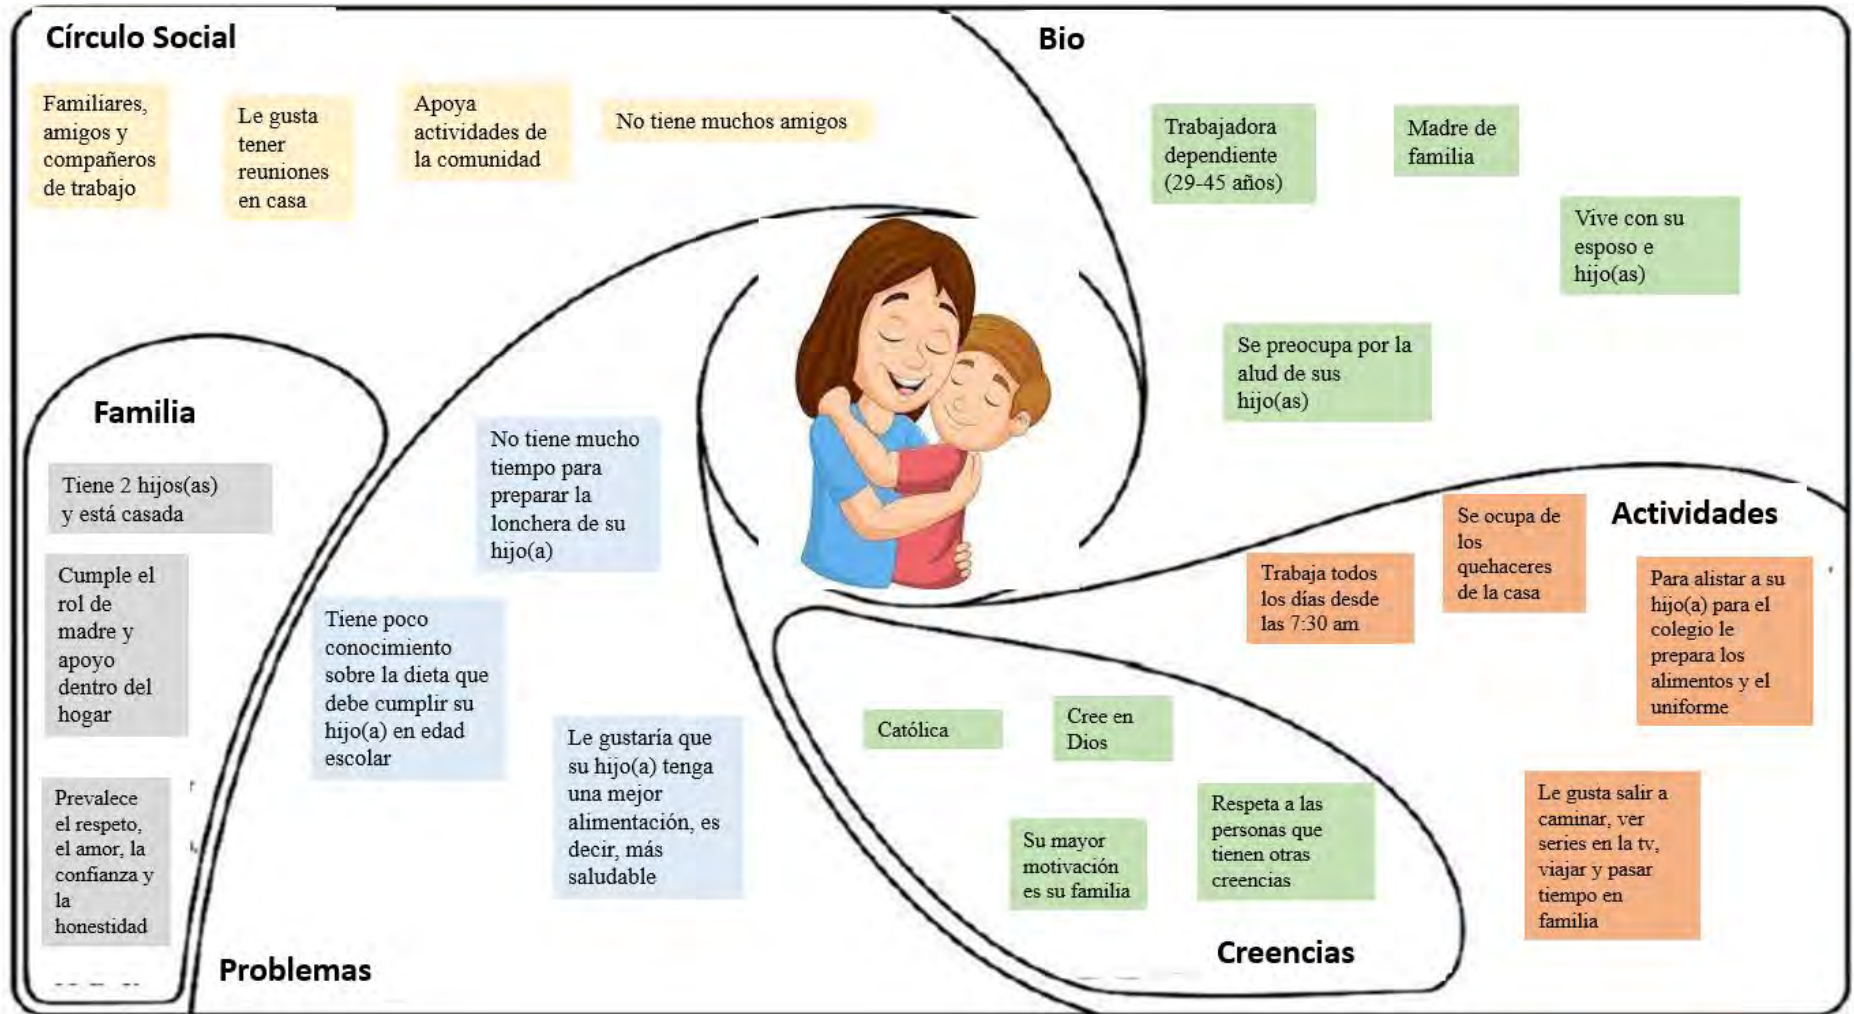 Círculo Social
Familiares,
amigos y
compañeros
de trabajo
Le gusta
tener
reuniones
en casa
Apoya
actividades de
la comunidad
No tiene muchos amigos
Bio
Trabajadora
dependiente
(29-45 años)
Madre de
familia
Vive con su
esposo e
hijo(as)
Se preocupa por la
alud de sus
hijo(as)
Familia
Tiene 2 hijos(as)
y está casada
Cumple el
rol de
madre y
apoyo
dentro del
hogar
Prevalece
el respeto,
el amor, la
confianza y
la
honestidad
No tiene mucho
tiempo para
preparar la
lonchera de su
hijo(a)
Tiene poco
conocimiento
sobre la dieta que
debe cumplir su
hijo(a) en edad
escolar
Le gustaría que
su hijo(a) tenga
una mejor
alimentación, es
decir, más
saludable
Problemas
Actividades
Trabaja todos
los días desde
las 7:30 am
Se ocupa de
los
quehaceres
de la casa
Para alistar a su
hijo(a) para el
colegio le
prepara los
alimentos y el
uniforme
Le gusta salir a
caminar, ver
series en la tv,
viajar y pasar
tiempo en
familia
Católica
Cree en
Dios
Su mayor
motivación
es su familia
Respeta a las
personas que
tienen otras
creencias
Creencias